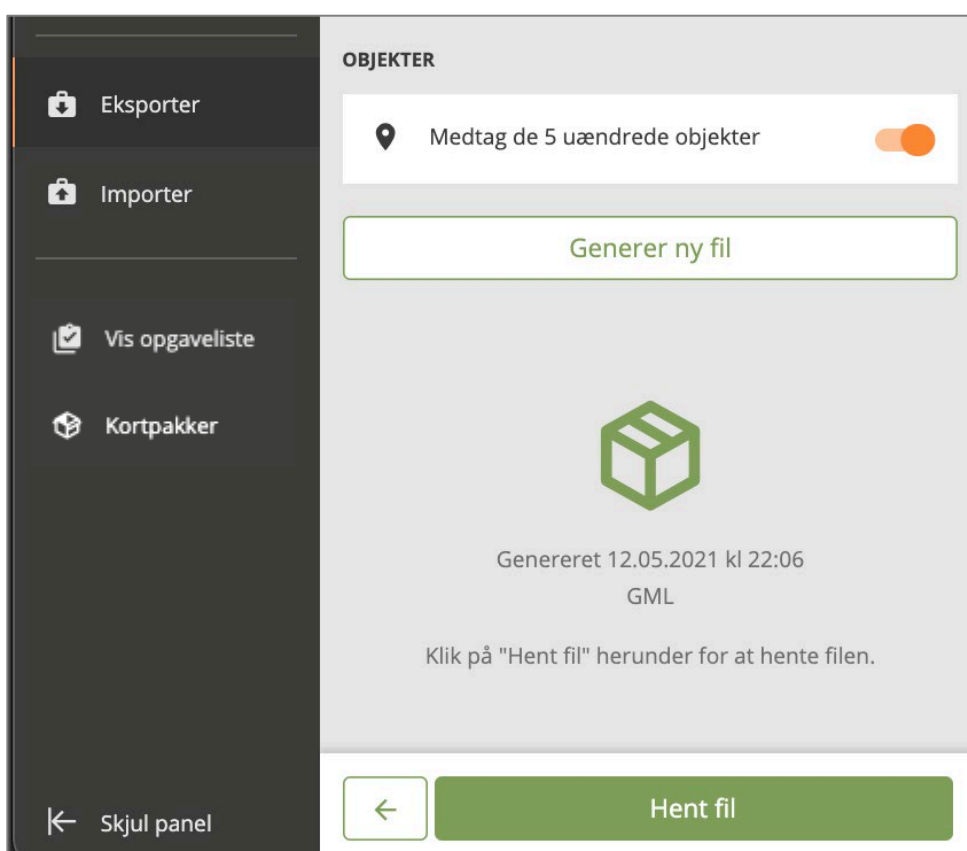 Eksporter
Importer
Vis opgaveliste
Kortpakker
Skjul panel
OBJEKTER
Medtag de 5 uændrede objekter
Generer ny fil
Genereret 12.05.2021 kl 22:06
GML
Klik på "Hent fil" herunder for at hente filen.
Hent fil